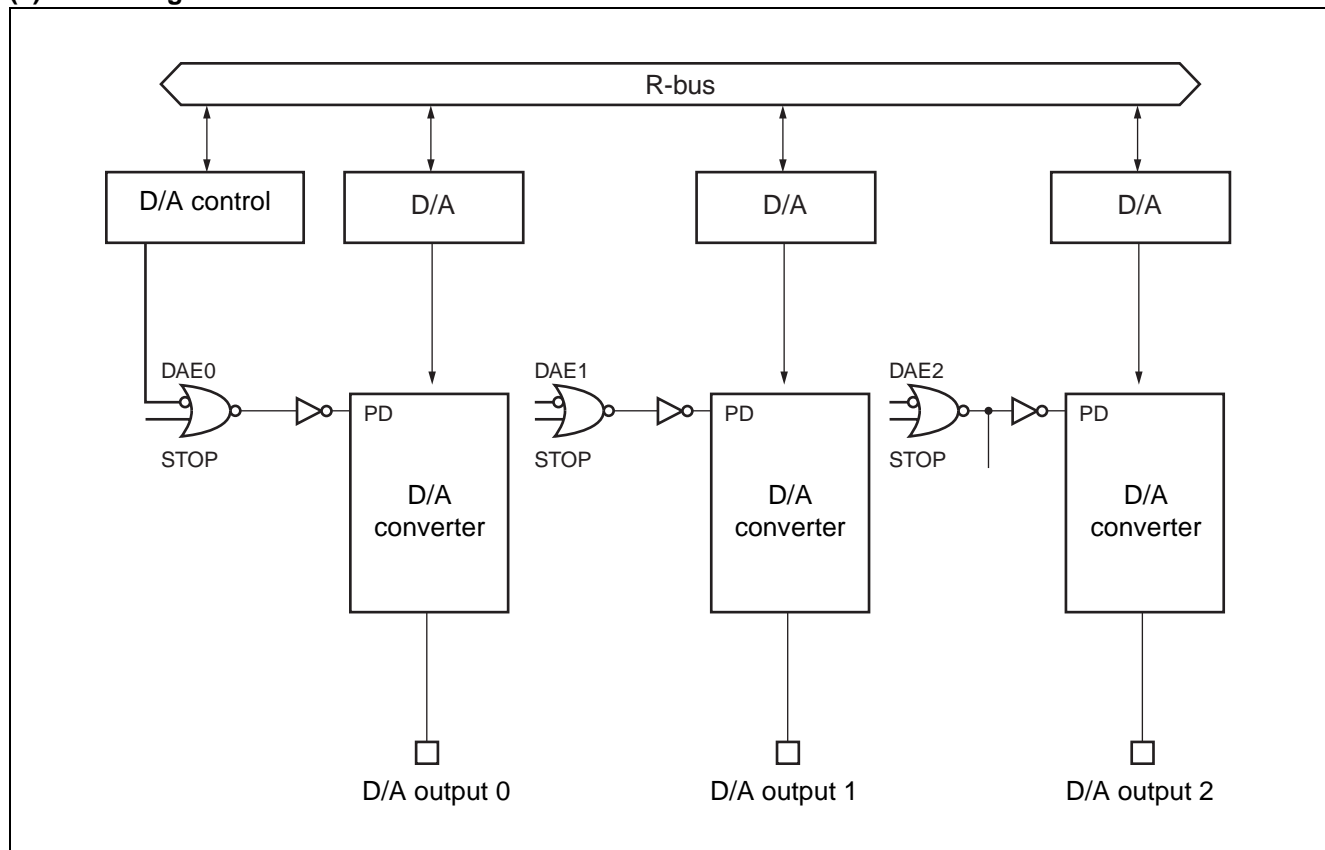 R-bus
D/A control
D/A
D/A
D/A
DAE0
DAE1
DAE2
PD
PD
PD
STOP
STOP
STOP
D/A
converter
D/A
converter
D/A
converter
D/A output 0
D/A output 1
D/A output 2